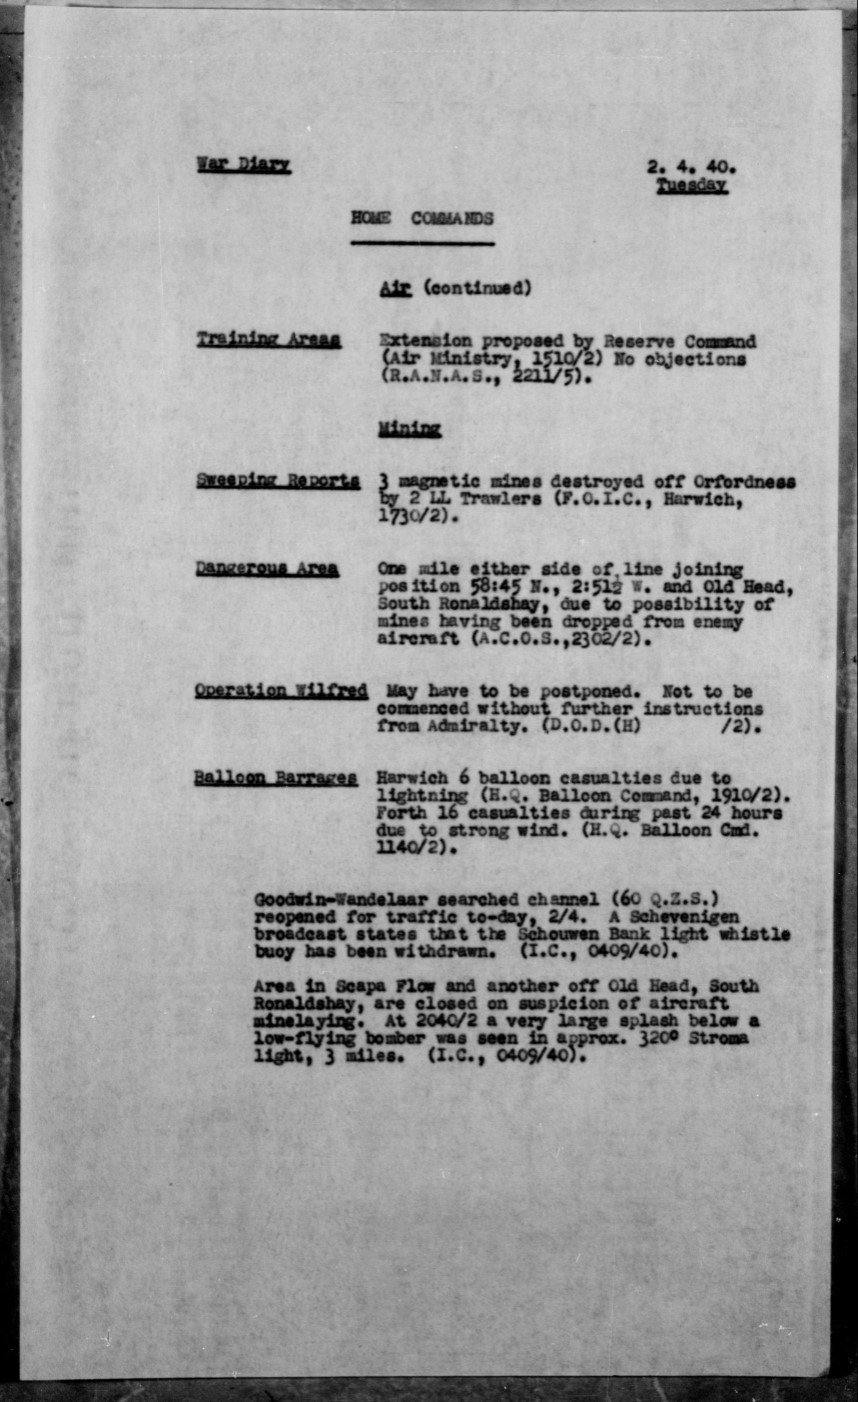 War Diary 2. 4. 40.
Tuesday
HOME COMMANDS
Air (continued)
Training Areas Extension proposed by Reserve Command
(Air Ministry, 1510/2) No objections
(R.A.N.A.S., 2211/5).
Mining
Sweeping Reports 3 magnetic mines destroyed off Orfordness
by 2 LL Trawlers (F.O.I.C., Harwich,
1730/2).
Dangerous Area One mile either side of line joining
position 58:45 N., 2:51½ W. and Old Head,
South Ronaldshay, due to possibility of
mines having been dropped from enemy
aircraft (A.C.O.S.,2302/2).
Operation Wilfred May have to be postponed. Not to be
commenced without further instructions
from Admiralty. (D.O.D.(H) /2).
Balloon Barrages Harwich 6 balloon casualties due to
lightning (H.Q. Balloon Command, 1910/2).
Forth 16 casualties during past 24 hours
due to strong wind. (H.Q. Balloon Cmd.
1140/2).
Goodwin-Wandelaar searched channel (60 Q.Z.S.)
reopened for traffic to-day, 2/4. A Schevenigen
broadcast states that the Schouwen Bank light whistle
buoy has been withdrawn. (I.C., 0409/40).
Area in Scapa Flow and another off Old Head, South
Ronaldshay, are closed on suspicion of aircraft
minelaying. At 2040/2 a very large splash below a
low-flying bomber was seen in approx. 320° Stroma
light, 3 miles. (I.C., 0409/40).